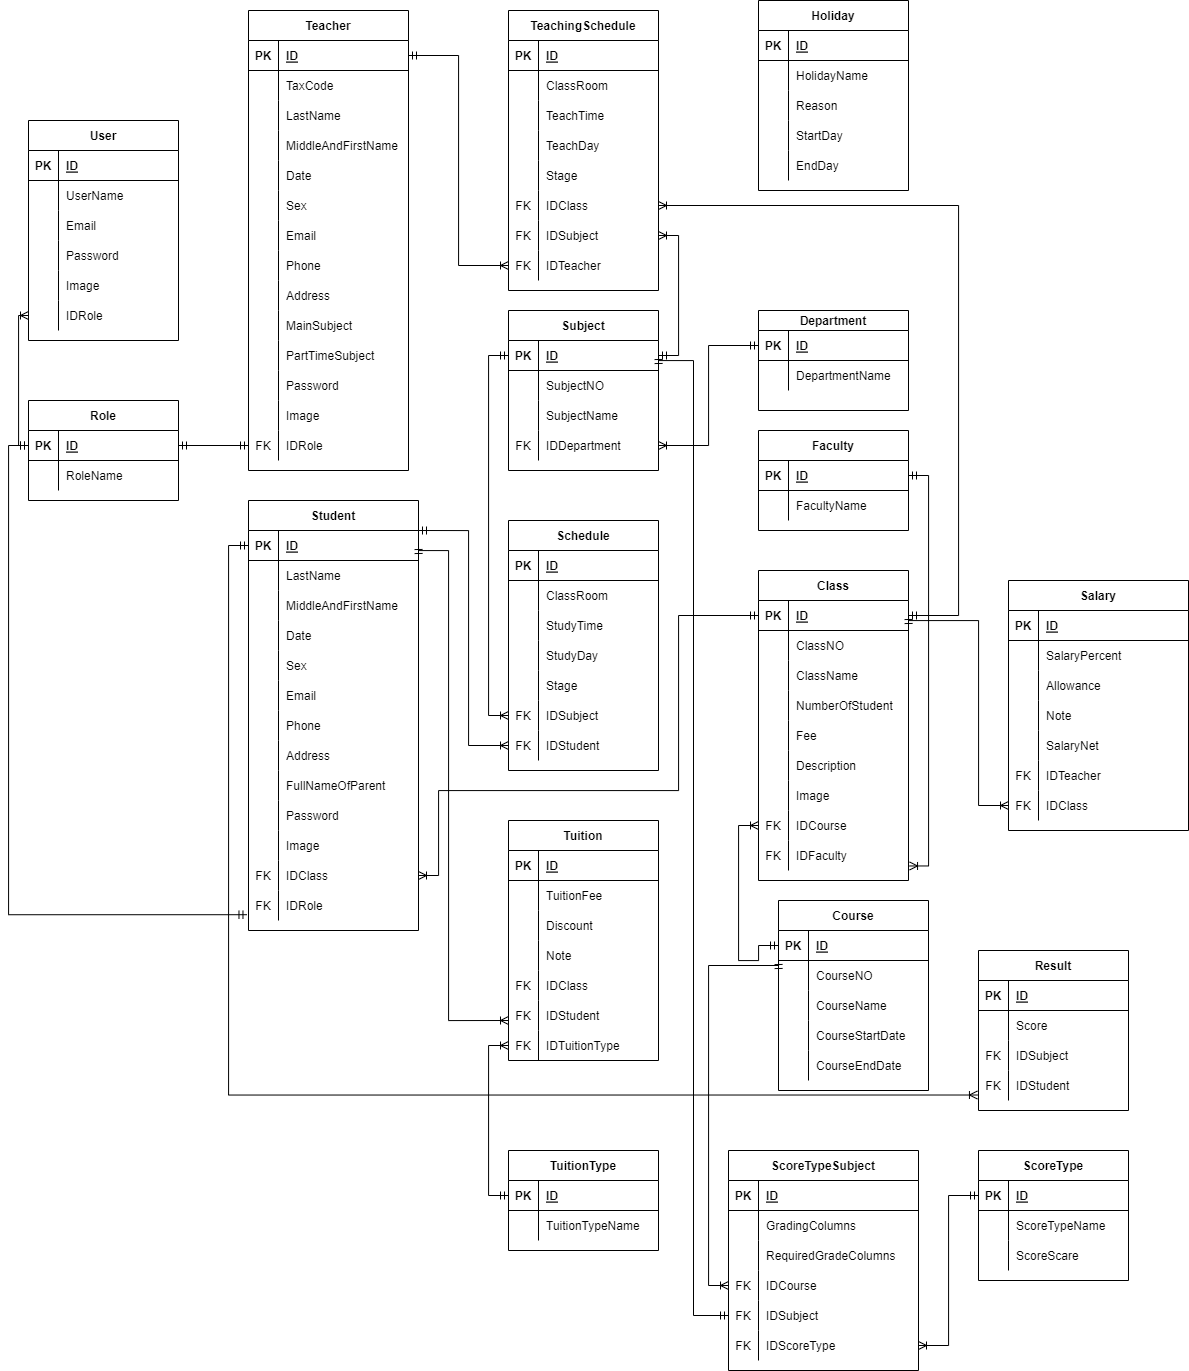 Teacher
PK ID
TaxCode
LastName
MiddleAndFirstName
Date
Sex
Email
Phone
Address
MainSubject
PartTimeSubject
Password
Image
FK IDRole
TeachingSchedule
PK ID
ClassRoom
TeachTime
TeachDay
Stage
FK IDClass
FK IDSubject
FK IDTeacher
Holiday
PK ID
HolidayName
Reason
StartDay
EndDay
User
PK ID
UserName
Email
Password
Image
IDRole
Role
PK ID
RoleName
Subject
PK ID
SubjectNO
SubjectName
FK IDDepartment
Department
PK ID
DepartmentName
Faculty
PK ID
FacultyName
Student
PK ID
LastName
MiddleAndFirstName
Date
Sex
Email
Phone
Address
FullNameOfParent
Password
Image
FK IDClass
FK IDRole
Schedule
PK ID
ClassRoom
StudyTime
StudyDay
Stage
FK IDSubject
FK IDStudent
Class
PK ID
ClassNO
ClassName
NumberOfStudent
Fee
Description
Image
FK IDCourse
FK IDFaculty
Salary
PK ID
SalaryPercent
Allowance
Note
SalaryNet
FK IDTeacher
FK IDClass
Tuition
PK ID
TuitionFee
Discount
Note
FK IDClass
FK IDStudent
FK IDTuitionType
Course
PK ID
CourseNO
CourseName
CourseStartDate
CourseEndDate
Result
PK ID
Score
FK IDSubject
FK IDStudent
TuitionType
PK ID
TuitionTypeName
ScoreTypeSubject
PK ID
GradingColumns
RequiredGradeColumns
FK IDCourse
FK IDSubject
FK IDScoreType
ScoreType
PK ID
ScoreTypeName
ScoreScare